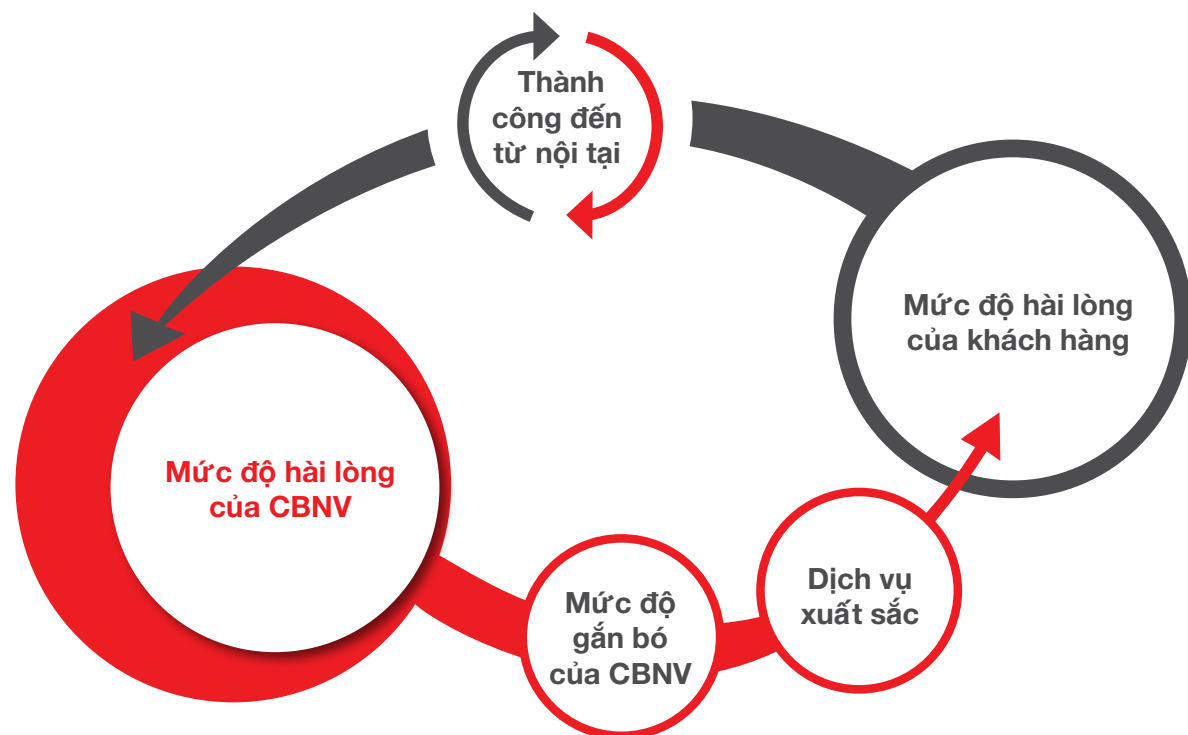 Thành
công đến
từ nội tại
Mức độ hài lòng
của khách hàng
Mức độ hài lòng
của CBNV
Dịch vụ
xuất sắc
Mức độ
gắn bó
của CBNV